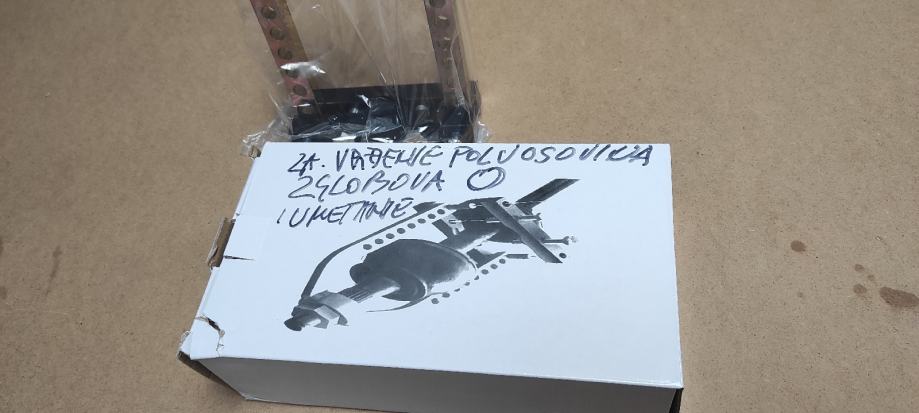 ZA. VAĐENJE POLUOSOVINA
ZGLOBOVA
I UMETANJE